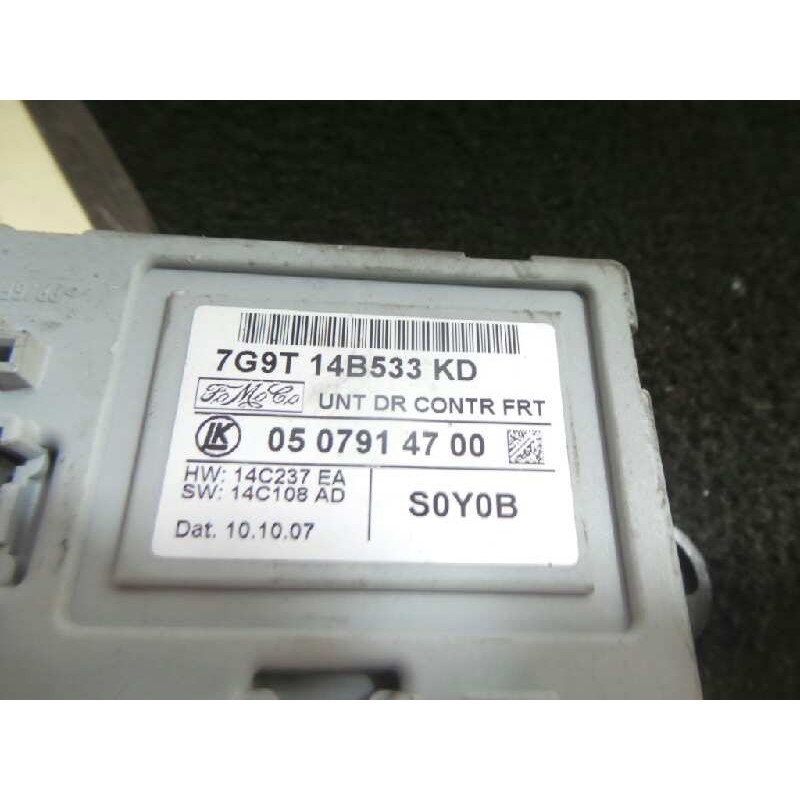 7G9T 14B533 KD
FoMoCo UNT DR CONTR FRT
LK 05 0791 47 00
HW: 14C237 EA
SW: 14C108 AD
S0Y0B
Dat. 10.10.07